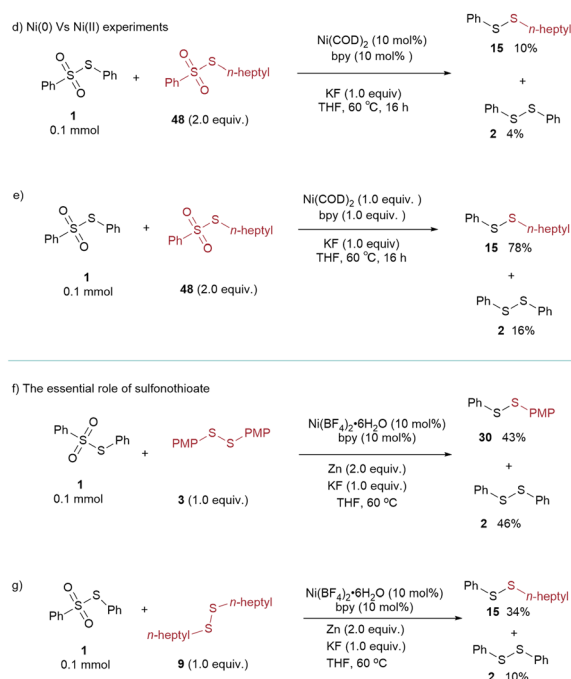 d) Ni(0) Vs Ni(II) experiments
O
S
Ph S Ph
O
1
0.1 mmol
+
O
S n-heptyl
Ph S
O
48 (2.0 equiv.)
Ni(COD)2 (10 mol%)
bpy (10 mol% )
KF (1.0 equiv)
THF, 60 °C, 16 h
Ph S S n-heptyl
15 10%
+
Ph S S Ph
2 4%
e)
O
S
Ph S Ph
O
1
0.1 mmol
+
O
S n-heptyl
Ph S
O
48 (2.0 equiv.)
Ni(COD)2 (1.0 equiv. )
bpy (1.0 equiv. )
KF (1.0 equiv)
THF, 60 °C, 16 h
Ph S S n-heptyl
15 78%
+
Ph S S Ph
2 16%
f) The essential role of sulfonothioate
Ph O
S Ph
O S
1
0.1 mmol
+
PMP S S PMP
3 (1.0 equiv.)
Ni(BF4)2•6H2O (10 mol%)
bpy (10 mol%)
Zn (2.0 equiv.)
KF (1.0 equiv.)
THF, 60 °C
Ph S S PMP
30 43%
+
Ph S S Ph
2 46%
g)
O
S
Ph S Ph
O
1
0.1 mmol
+
S n-heptyl
n-heptyl S
9 (1.0 equiv.)
Ni(BF4)2•6H2O (10 mol%)
bpy (10 mol%)
Zn (2.0 equiv.)
KF (1.0 equiv.)
THF, 60 °C
Ph S S n-heptyl
15 34%
+
Ph S S Ph
2 10%